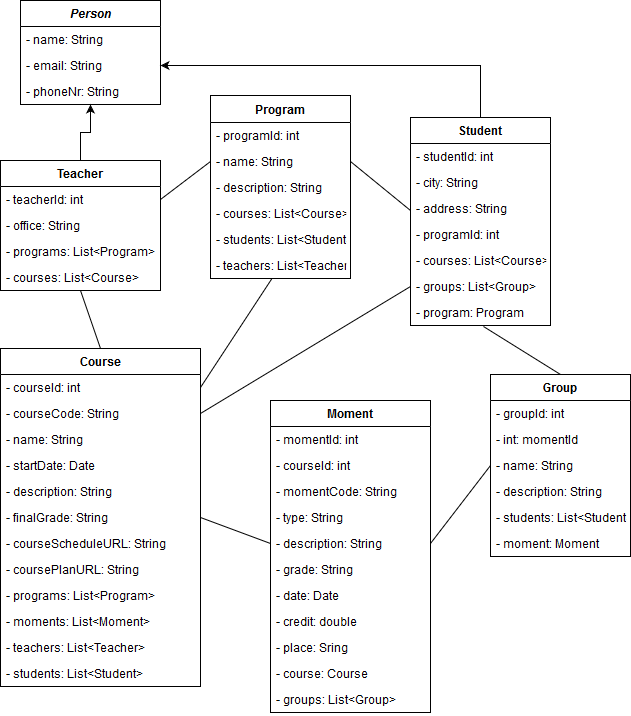 Person
- name: String
- email: String
- phoneNr: String
Teacher
- teacherId: int
- office: String
- programs: List<Program>
- courses: List<Course>
Program
- programId: int
- name: String
- description: String
- courses: List<Course>
- students: List<Student
- teachers: List<Teacher
Student
- studentId: int
- city: String
- address: String
- programId: int
- courses: List<Course>
- groups: List<Group>
- program: Program
Course
- courseId: int
- courseCode: String
- name: String
- startDate: Date
- description: String
- finalGrade: String
- courseScheduleURL: String
- coursePlanURL: String
- programs: List<Program>
- moments: List<Moment>
- teachers: List<Teacher>
- students: List<Student>
Moment
- momentId: int
- courseId: int
- momentCode: String
- type: String
- description: String
- grade: String
- date: Date
- credit: double
- place: Sring
- course: Course
- groups: List<Group>
Group
- groupId: int
- int: momentId
- name: String
- description: String
- students: List<Student
- moment: Moment